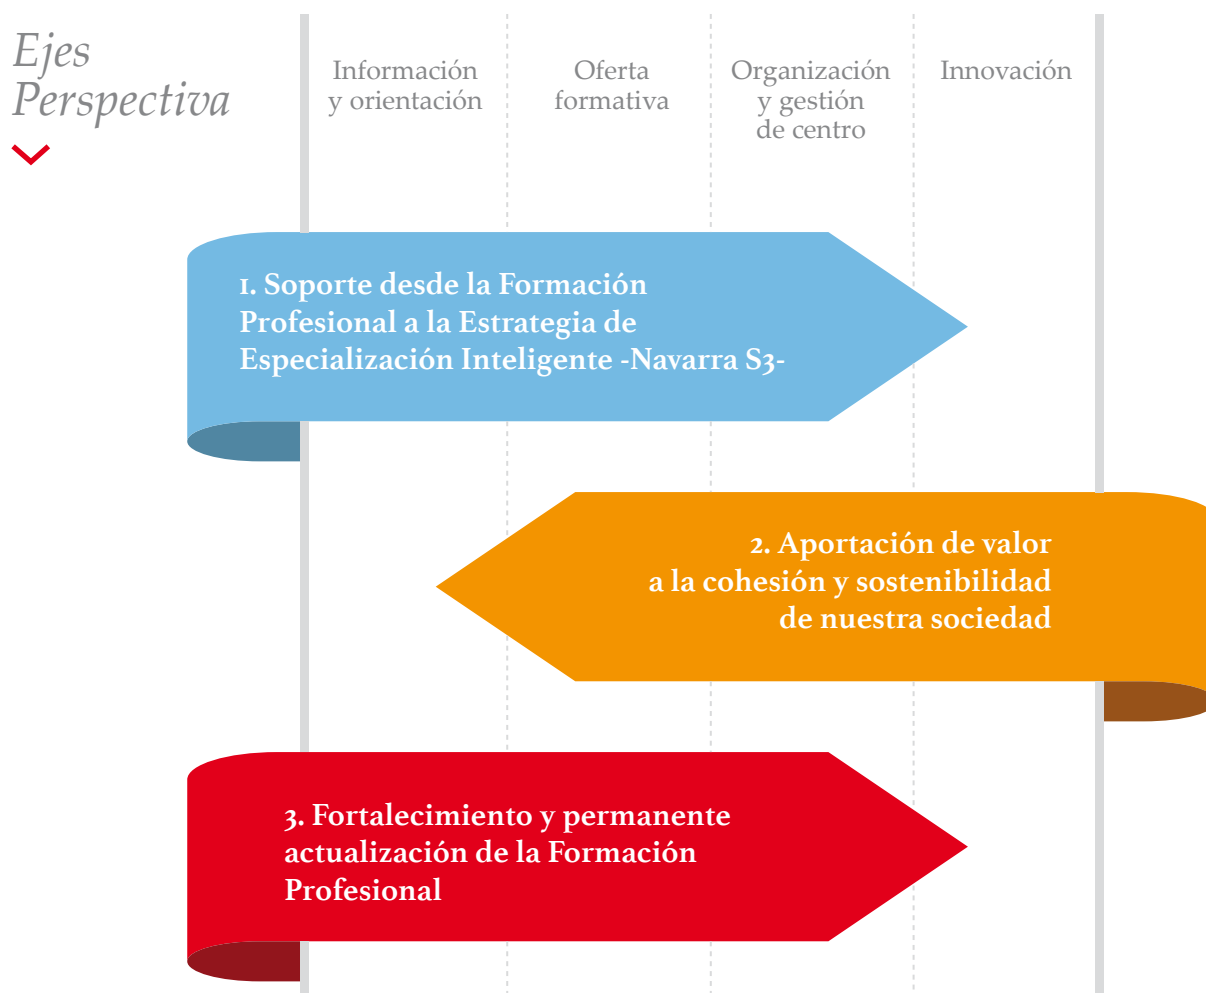 Ejes
Perspectiva
Información
y orientación
Oferta
formativa
Organización
y gestión
de centro
Innovación
1. Soporte desde la Formación
Profesional a la Estrategia de
Especialización Inteligente -Navarra S3-
2. Aportación de valor
a la cohesión y sostenibilidad
de nuestra sociedad
3. Fortalecimiento y permanente
actualización de la Formación
Profesional